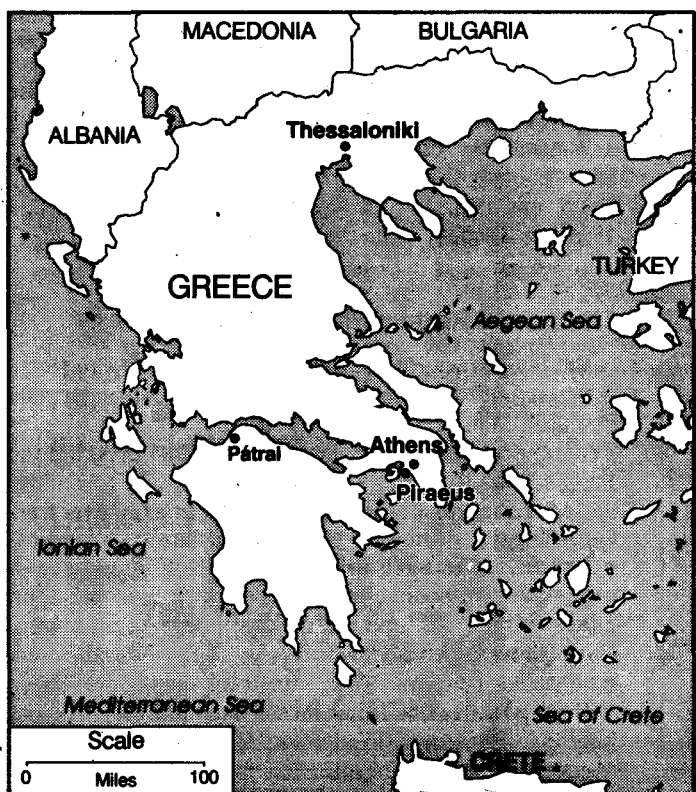 MACEDONIA
BULGARIA
ALBANIA
Thessaloniki
TURKEY
GREECE
Aegean Sea
Pátrai
Athens
Piraeus
Ionian Sea
Mediterranean Sea
Sea of Crete
Scale
CRETE
0 Miles 100